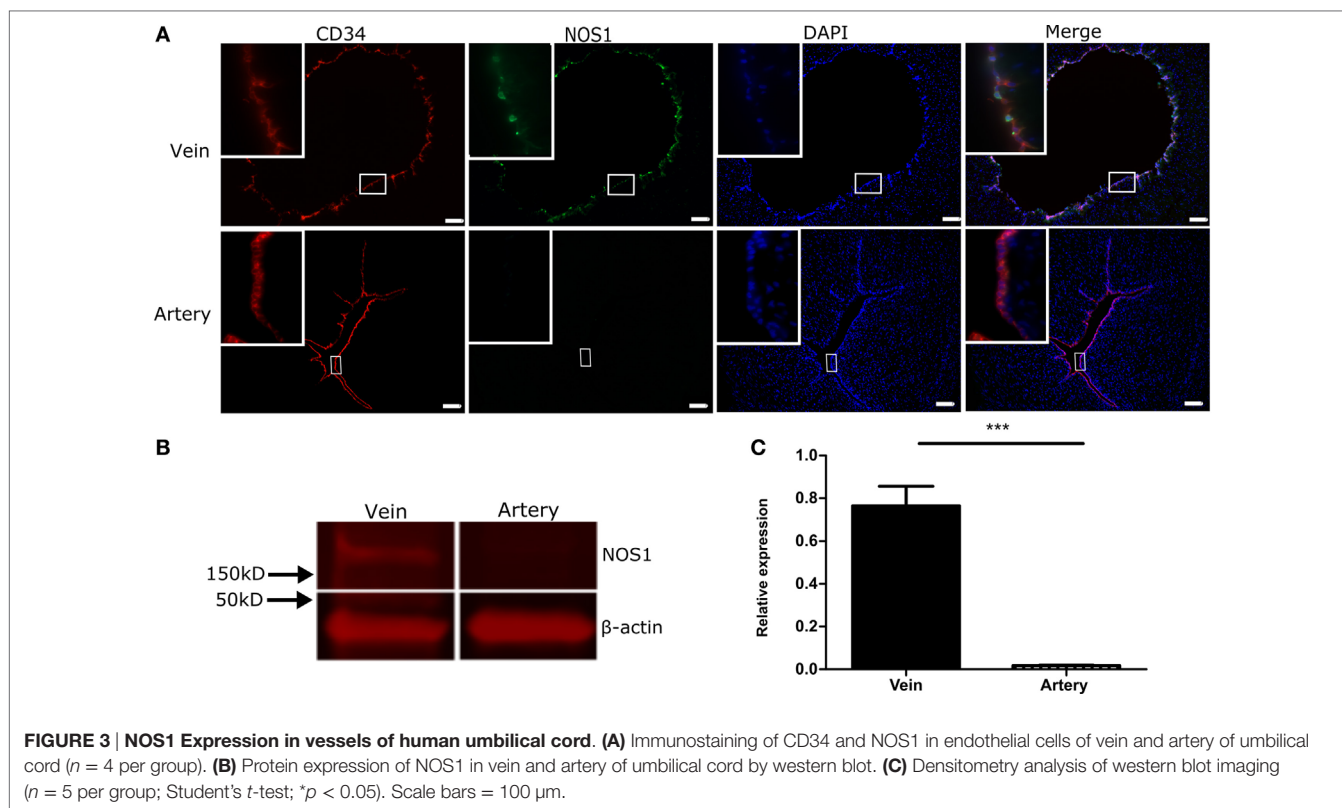 A
CD34 NOS1 DAPI Merge
Vein
Artery
B
Vein Artery
NOS1
150kD
50kD
β-actin
C
***
Relative expression
1.0
0.8
0.6
0.4
0.2
0.0
Vein Artery
FIGURE 3 | NOS1 Expression in vessels of human umbilical cord. (A) Immunostaining of CD34 and NOS1 in endothelial cells of vein and artery of umbilical
cord (n = 4 per group). (B) Protein expression of NOS1 in vein and artery of umbilical cord by western blot. (C) Densitometry analysis of western blot imaging
(n = 5 per group; Student's t-test; *p < 0.05). Scale bars = 100 μm.